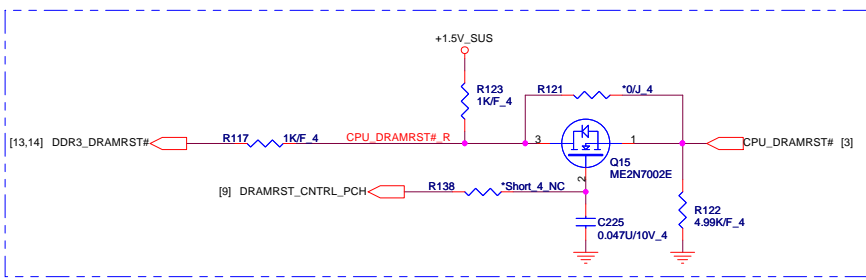 +1.5V_SUS
R123
1K/F_4
R121
*0/J_4
[13,14] DDR3_DRAMRST#
R117
1K/F_4
CPU_DRAMRST#_R
3
1
CPU_DRAMRST# [3]
Q15
ME2N7002E
2
[9] DRAMRST_CNTRL_PCH
R138
*Short_4_NC
R122
4.99K/F_4
C225
0.047U/10V_4